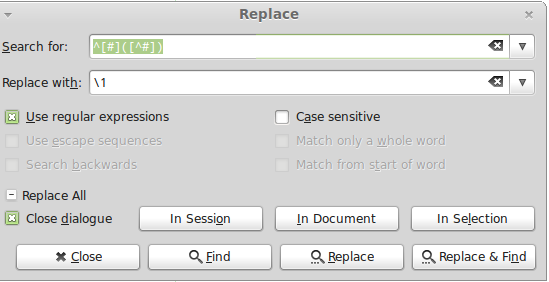 Replace
Search for: ^[#]([^#])
Replace with: \1
Use regular expressions Case sensitive
Use escape sequences Match only a whole word
Search backwards Match from start of word
Replace All
Close dialogue In Session In Document In Selection
Close Find Replace Replace & Find